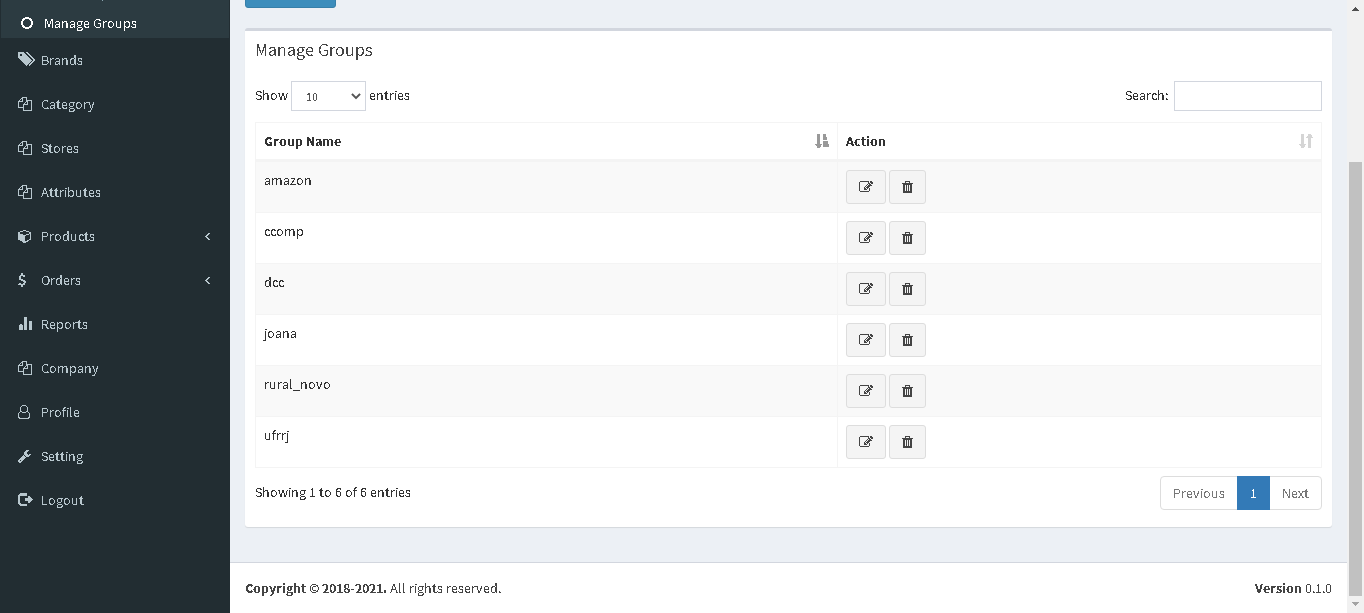 Manage Groups
Brands
Category
Stores
Attributes
Products
Orders
Reports
Company
Profile
Setting
Logout
Manage Groups
Show 10 entries
Search:
Group Name Action
amazon
ccomp
dcc
joana
rural_novo
ufrrj
Showing 1 to 6 of 6 entries
Previous 1 Next
Copyright © 2018-2021. All rights reserved.
Version 0.1.0